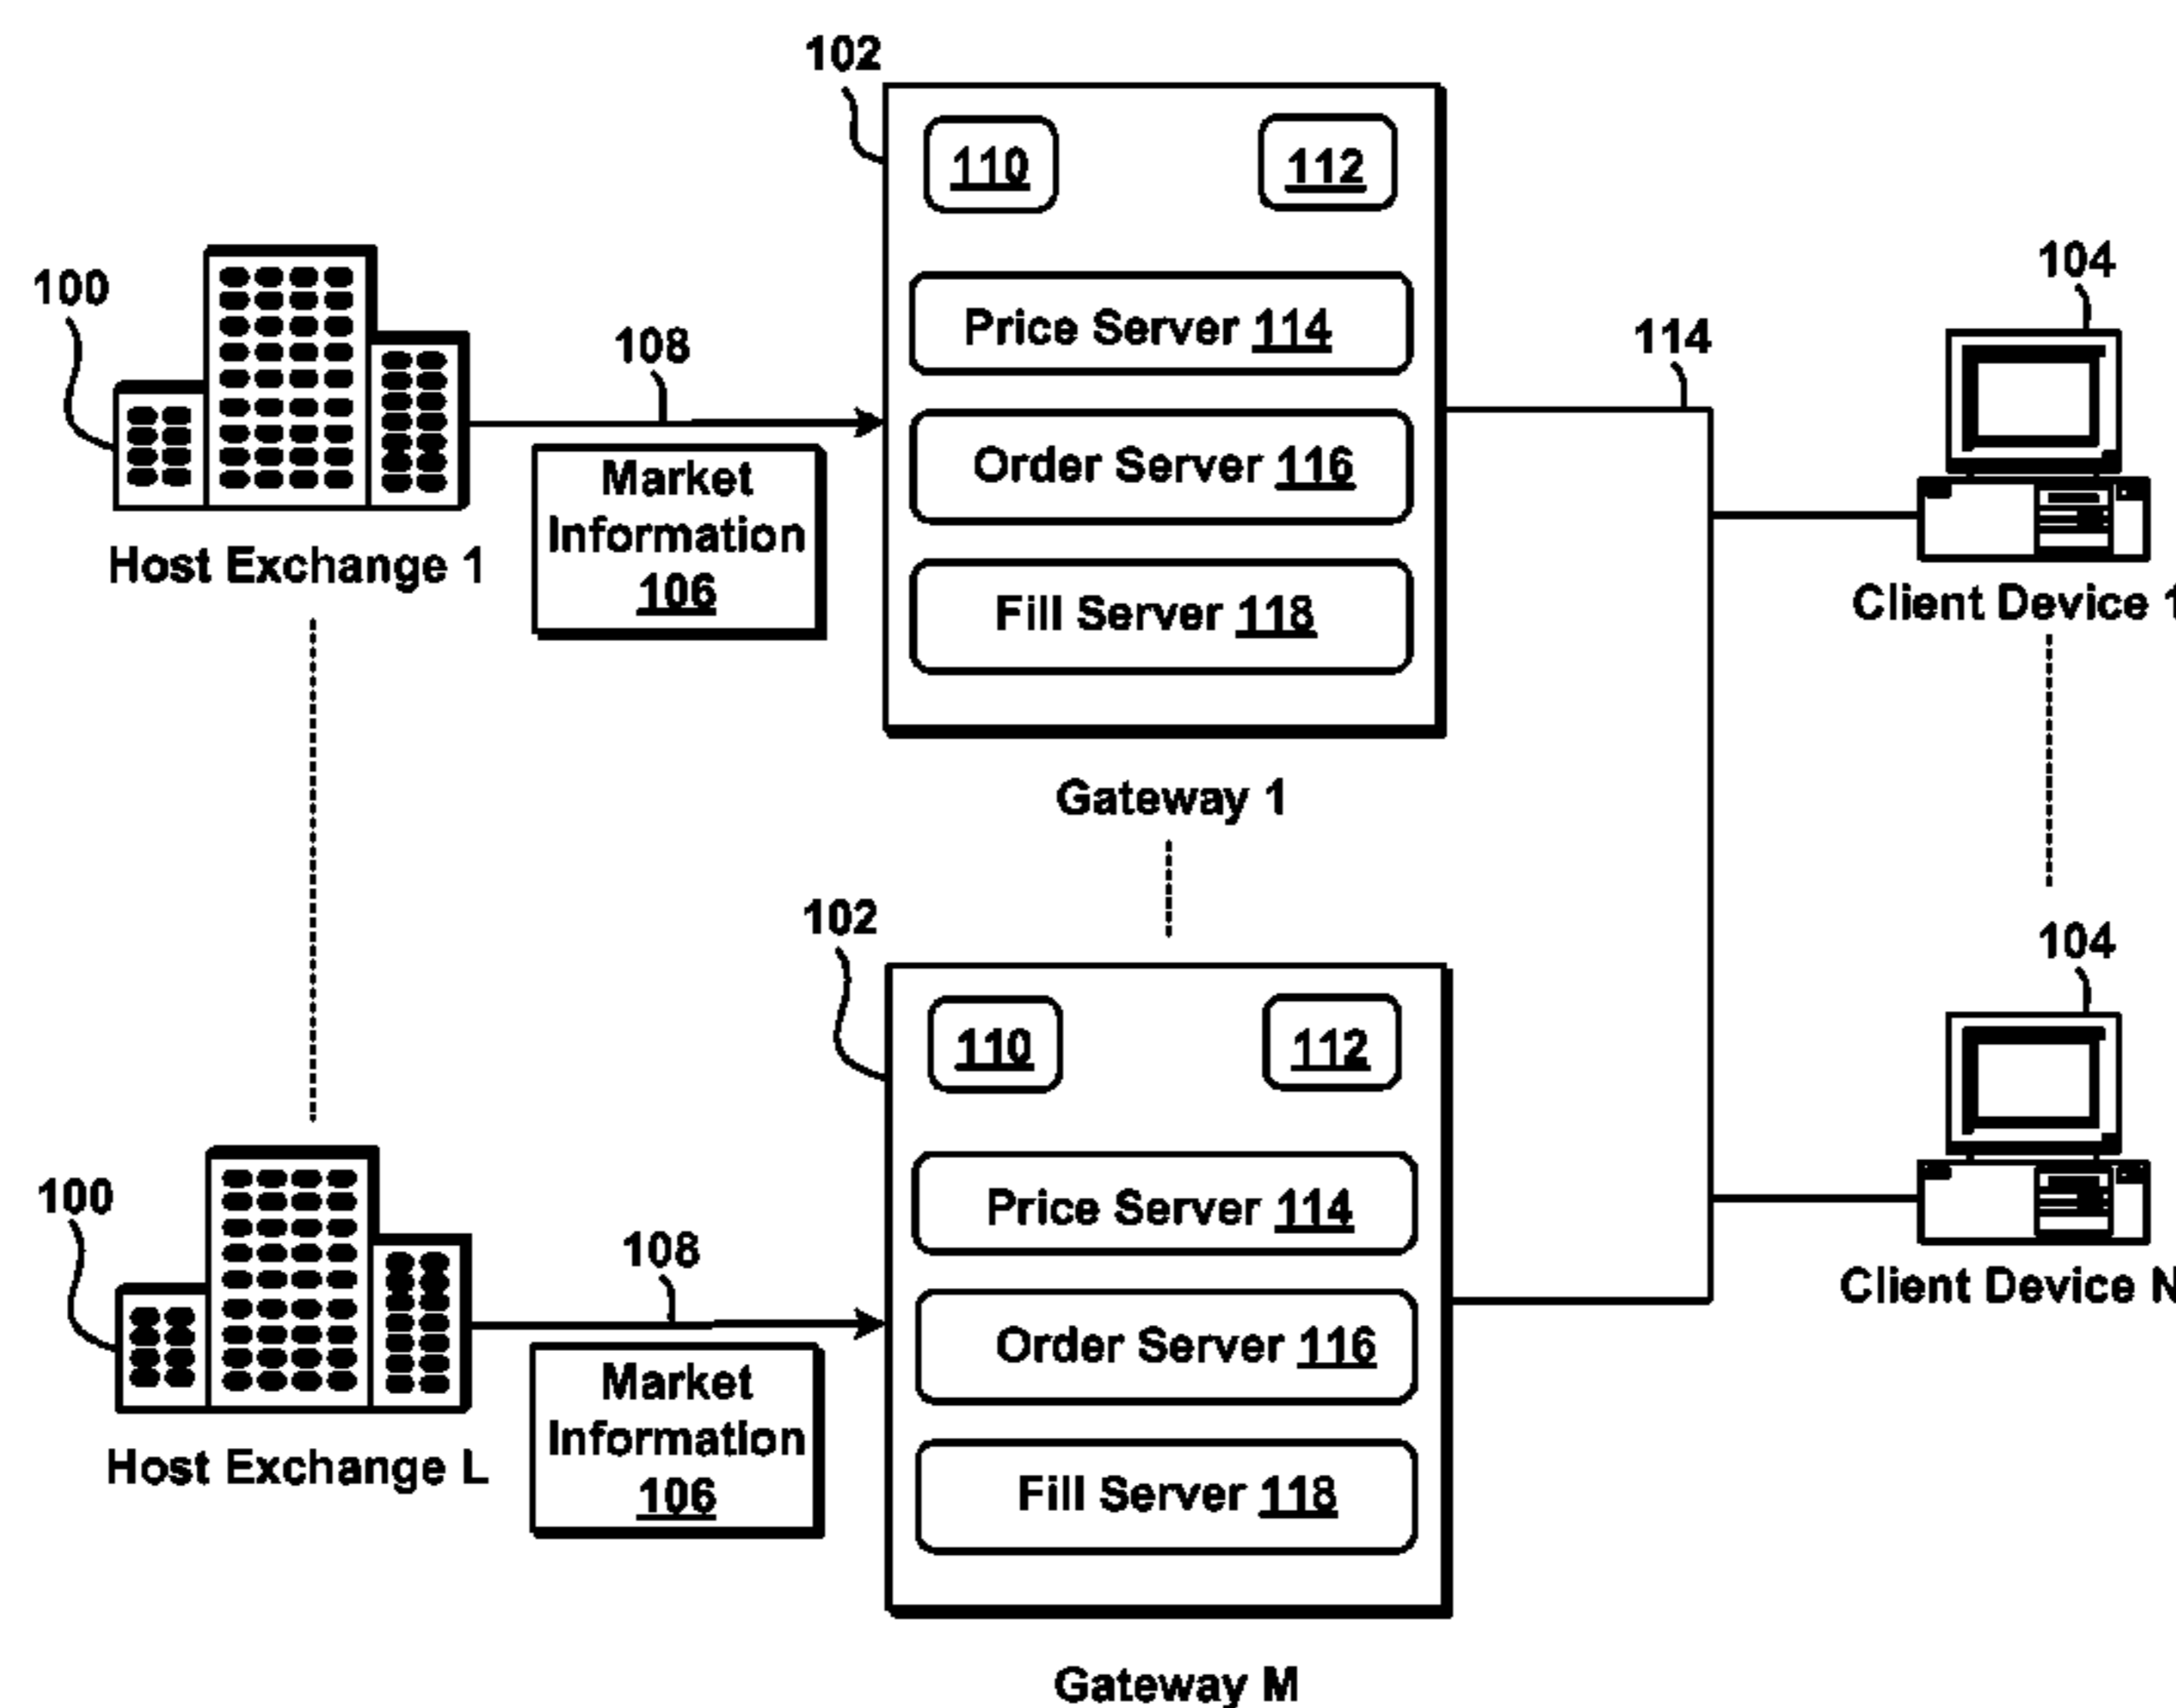 102
110
112
104
100
Price Server 114
108
114
Order Server 116
Market
Information
106
Host Exchange 1
Fill Server 118
Client Device 1
Gateway 1
102
104
110
112
100
Price Server 114
108
Client Device N
Order Server 116
Market
Information
106
Host Exchange L
Fill Server 118
Gateway M